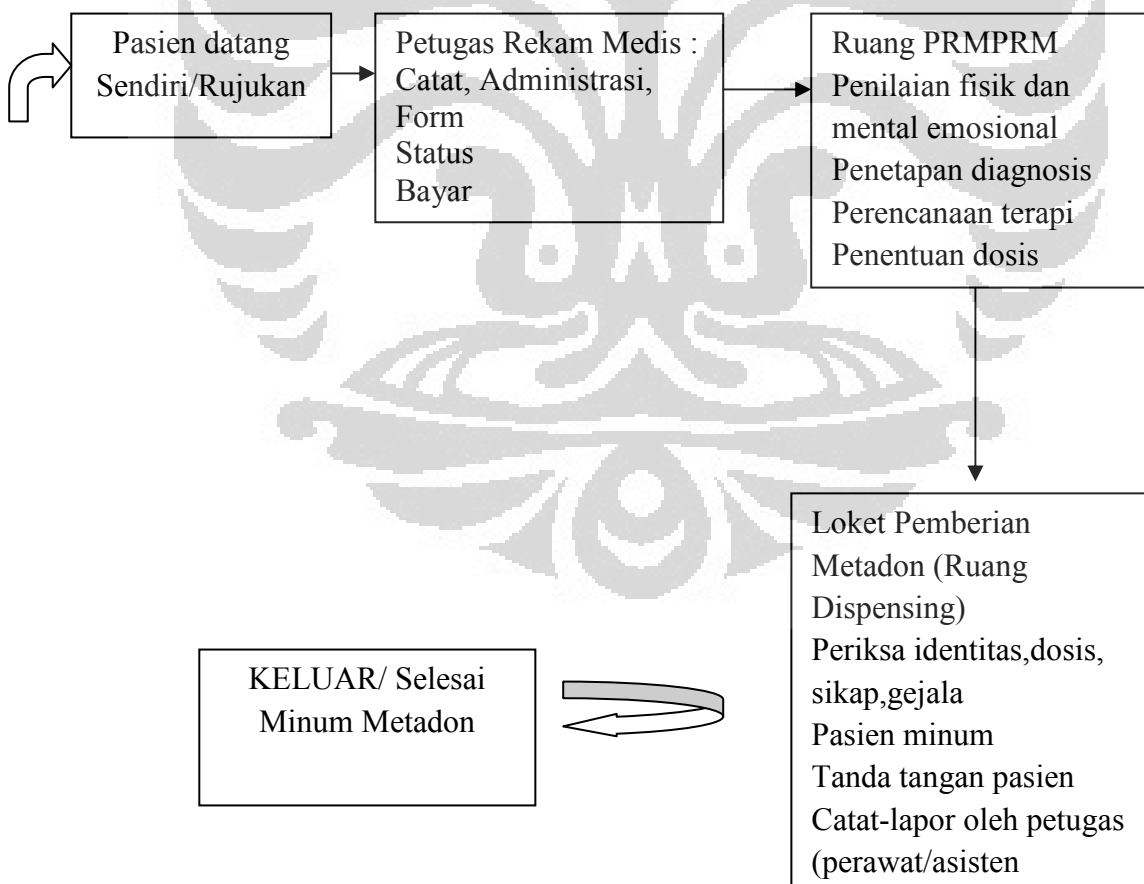 Pasien datang
Sendiri/Rujukan
Petugas Rekam Medis :
Catat, Administrasi,
Form
Status
Bayar
Ruang PRMPRM
Penilaian fisik dan
mental emosional
Penetapan diagnosis
Perencanaan terapi
Penentuan dosis
Loket Pemberian
Metadon (Ruang
Dispensing)
Periksa identitas,dosis,
sikap,gejala
Pasien minum
Tanda tangan pasien
Catat-lapor oleh petugas
(perawat/asisten
KELUAR/ Selesai
Minum Metadon